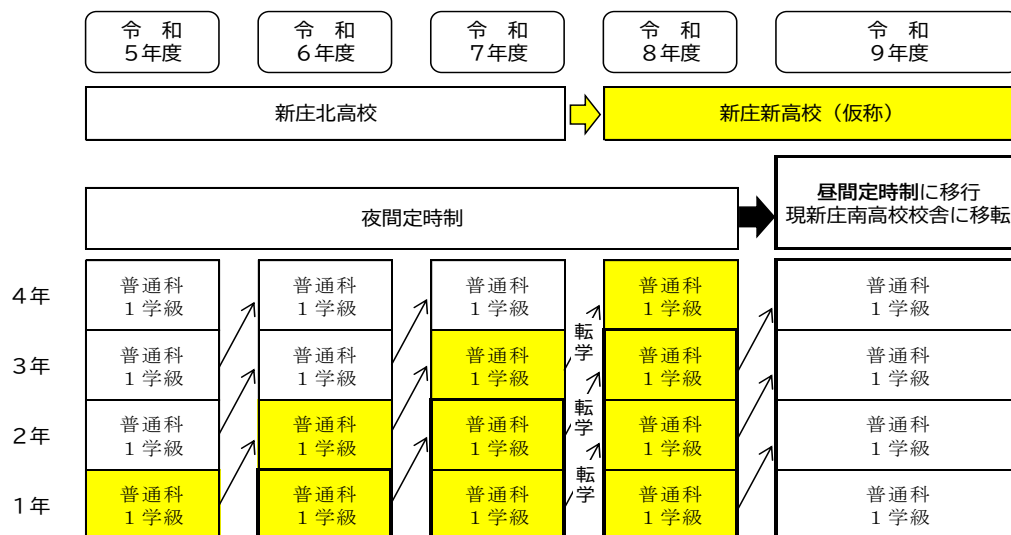 令　和
５年度
令　和
６年度
令　和
７年度
令　和
８年度
令　和
９年度
新庄北高校
新庄新高校（仮称）
夜間定時制
昼間定時制に移行
現新庄南高校校舎に移転
４年
普通科
１学級
普通科
１学級
普通科
１学級
普通科
１学級
普通科
１学級
転学
３年
普通科
１学級
普通科
１学級
普通科
１学級
普通科
１学級
普通科
１学級
転学
２年
普通科
１学級
普通科
１学級
普通科
１学級
普通科
１学級
普通科
１学級
転学
１年
普通科
１学級
普通科
１学級
普通科
１学級
普通科
１学級
普通科
１学級